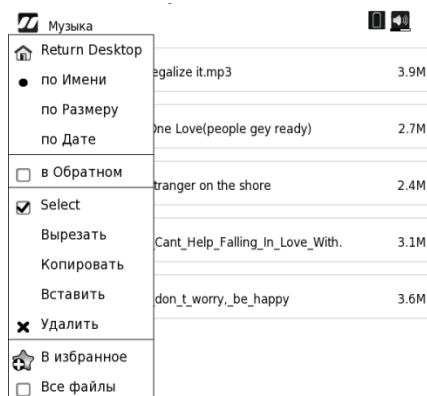 Музыка
Return Desktop
по Имени
egalize it.mp3 3.9M
по Размеру
One Love(people gey ready) 2.7M
по Дате
в Обратном
tranger on the shore 2.4M
Select
Вырезать
Cant_Help_Falling_In_Love_With. 3.1M
Копировать
Вставить
don_t_worry,_be_happy 3.6M
Удалить
В избранное
Все файлы